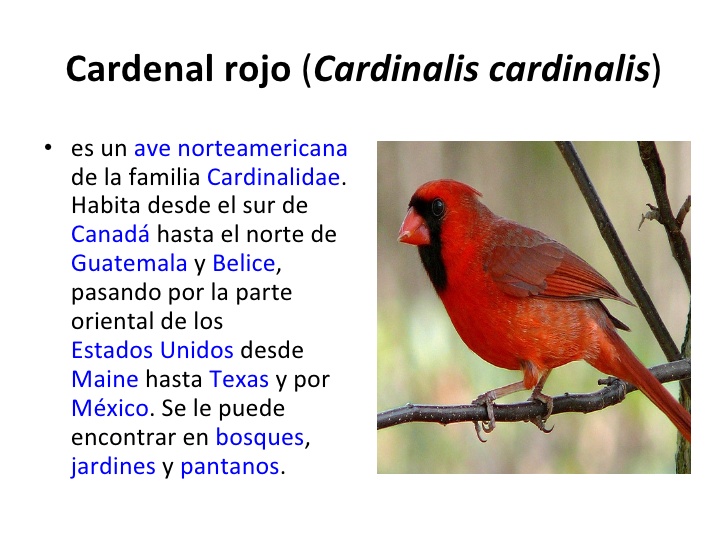 Cardenal rojo (Cardinalis cardinalis)
• es un ave norteamericana
de la familia Cardinalidae.
Habita desde el sur de
Canadá hasta el norte de
Guatemala y Belice,
pasando por la parte
oriental de los
Estados Unidos desde
Maine hasta Texas y por
México. Se le puede
encontrar en bosques,
jardines y pantanos.